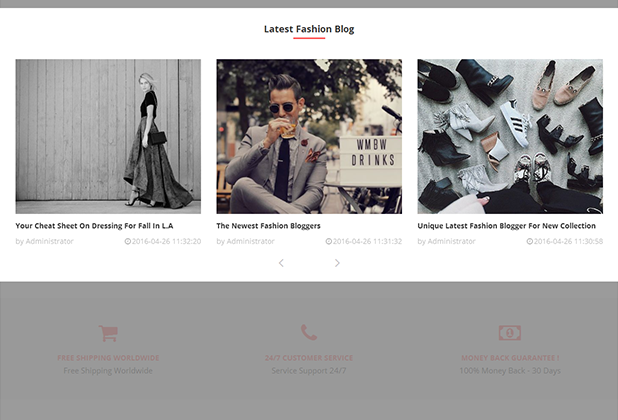 Latest Fashion Blog
WMBW
DRINKS
Your Cheat Sheet On Dressing For Fall In L.A
The Newest Fashion Bloggers
Unique Latest Fashion Blogger For New Collection
by Administrator 2016-04-26 11:32:20
by Administrator 2016-04-26 11:31:32
by Administrator 2016-04-26 11:30:58
FREE SHIPPING WORLDWIDE
24/7 CUSTOMER SERVICE
MONEY BACK GUARANTEE !
Free Shipping Worldwide
Service Support 24/7
100% Money Back - 30 Days